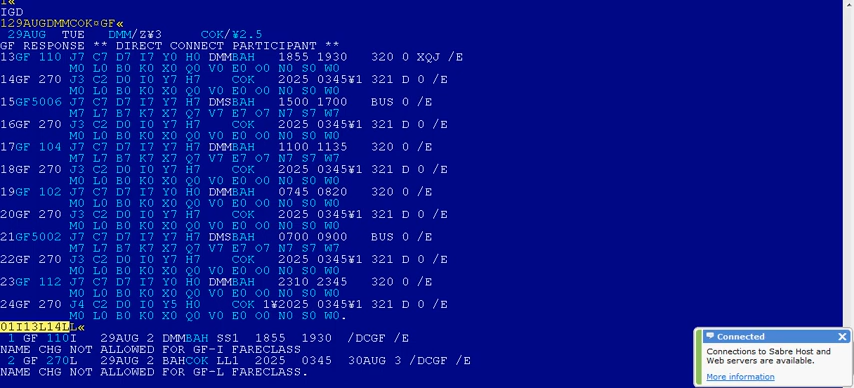 1«
IGD
129AUGDMMCOK¤GF«
29AUG TUE DMM/Z¥3 COK/¥2.5
GF RESPONSE ** DIRECT CONNECT PARTICIPANT **
13GF 110 J7 C7 D7 I7 Y0 H0 DMMBAH 1855 1930 320 0 XQJ /E
M0 L0 B0 K0 X0 Q0 V0 E0 O0 N0 S0 W0
14GF 270 J3 C2 D0 I0 Y7 H7 COK 2025 0345¥1 321 D 0 /E
M0 L0 B0 K0 X0 Q0 V0 E0 O0 N0 S0 W0
15GF5006 J7 C7 D7 I7 Y7 H7 DMSBAH 1500 1700 BUS 0 /E
M7 L7 B7 K7 X7 Q7 V7 E7 O7 N7 S7 W7
16GF 270 J3 C2 D0 I0 Y7 H7 COK 2025 0345¥1 321 D 0 /E
M0 L0 B0 K0 X0 Q0 V0 E0 O0 N0 S0 W0
17GF 104 J7 C7 D7 I7 Y7 H7 DMMBAH 1100 1135 320 0 /E
M7 L7 B7 K7 X7 Q7 V7 E7 O7 N7 S7 W0
18GF 270 J3 C2 D0 I0 Y7 H7 COK 2025 0345¥1 321 D 0 /E
M0 L0 B0 K0 X0 Q0 V0 E0 O0 N0 S0 W0
19GF 102 J7 C7 D7 I7 Y0 H0 DMMBAH 0745 0820 320 0 /E
M0 L0 B0 K0 X0 Q0 V0 E0 O0 N0 S0 W0
20GF 270 J3 C2 D0 I0 Y7 H7 COK 2025 0345¥1 321 D 0 /E
M0 L0 B0 K0 X0 Q0 V0 E0 O0 N0 S0 W0
21GF5002 J7 C7 D7 I7 Y7 H7 DMSBAH 0700 0900 BUS 0 /E
M7 L7 B7 K7 X7 Q7 V7 E7 O7 N7 S7 W7
22GF 270 J3 C2 D0 I0 Y7 H7 COK 2025 0345¥1 321 D 0 /E
M0 L0 B0 K0 X0 Q0 V0 E0 O0 N0 S0 W0
23GF 112 J7 C7 D7 I7 Y0 H0 DMMBAH 2310 2345 320 0 /E
M0 L0 B0 K0 X0 Q0 V0 E0 O0 N0 S0 W0
24GF 270 J4 C2 D0 I0 Y5 H0 COK 1¥2025 0345¥1 321 D 0 /E
M0 L0 B0 K0 X0 Q0 V0 E0 O0 N0 S0 W0.
01I13L14LL«
1 GF 110I 29AUG 2 DMMBAH SS1 1855 1930 /DCGF /E
NAME CHG NOT ALLOWED FOR GF-I FARECLASS
2 GF 270L 29AUG 2 BAHCOK LL1 2025 0345 30AUG 3 /DCGF /E
NAME CHG NOT ALLOWED FOR GF-L FARECLASS.
Connected
Connections to Sabre Host and
Web servers are available.
More information